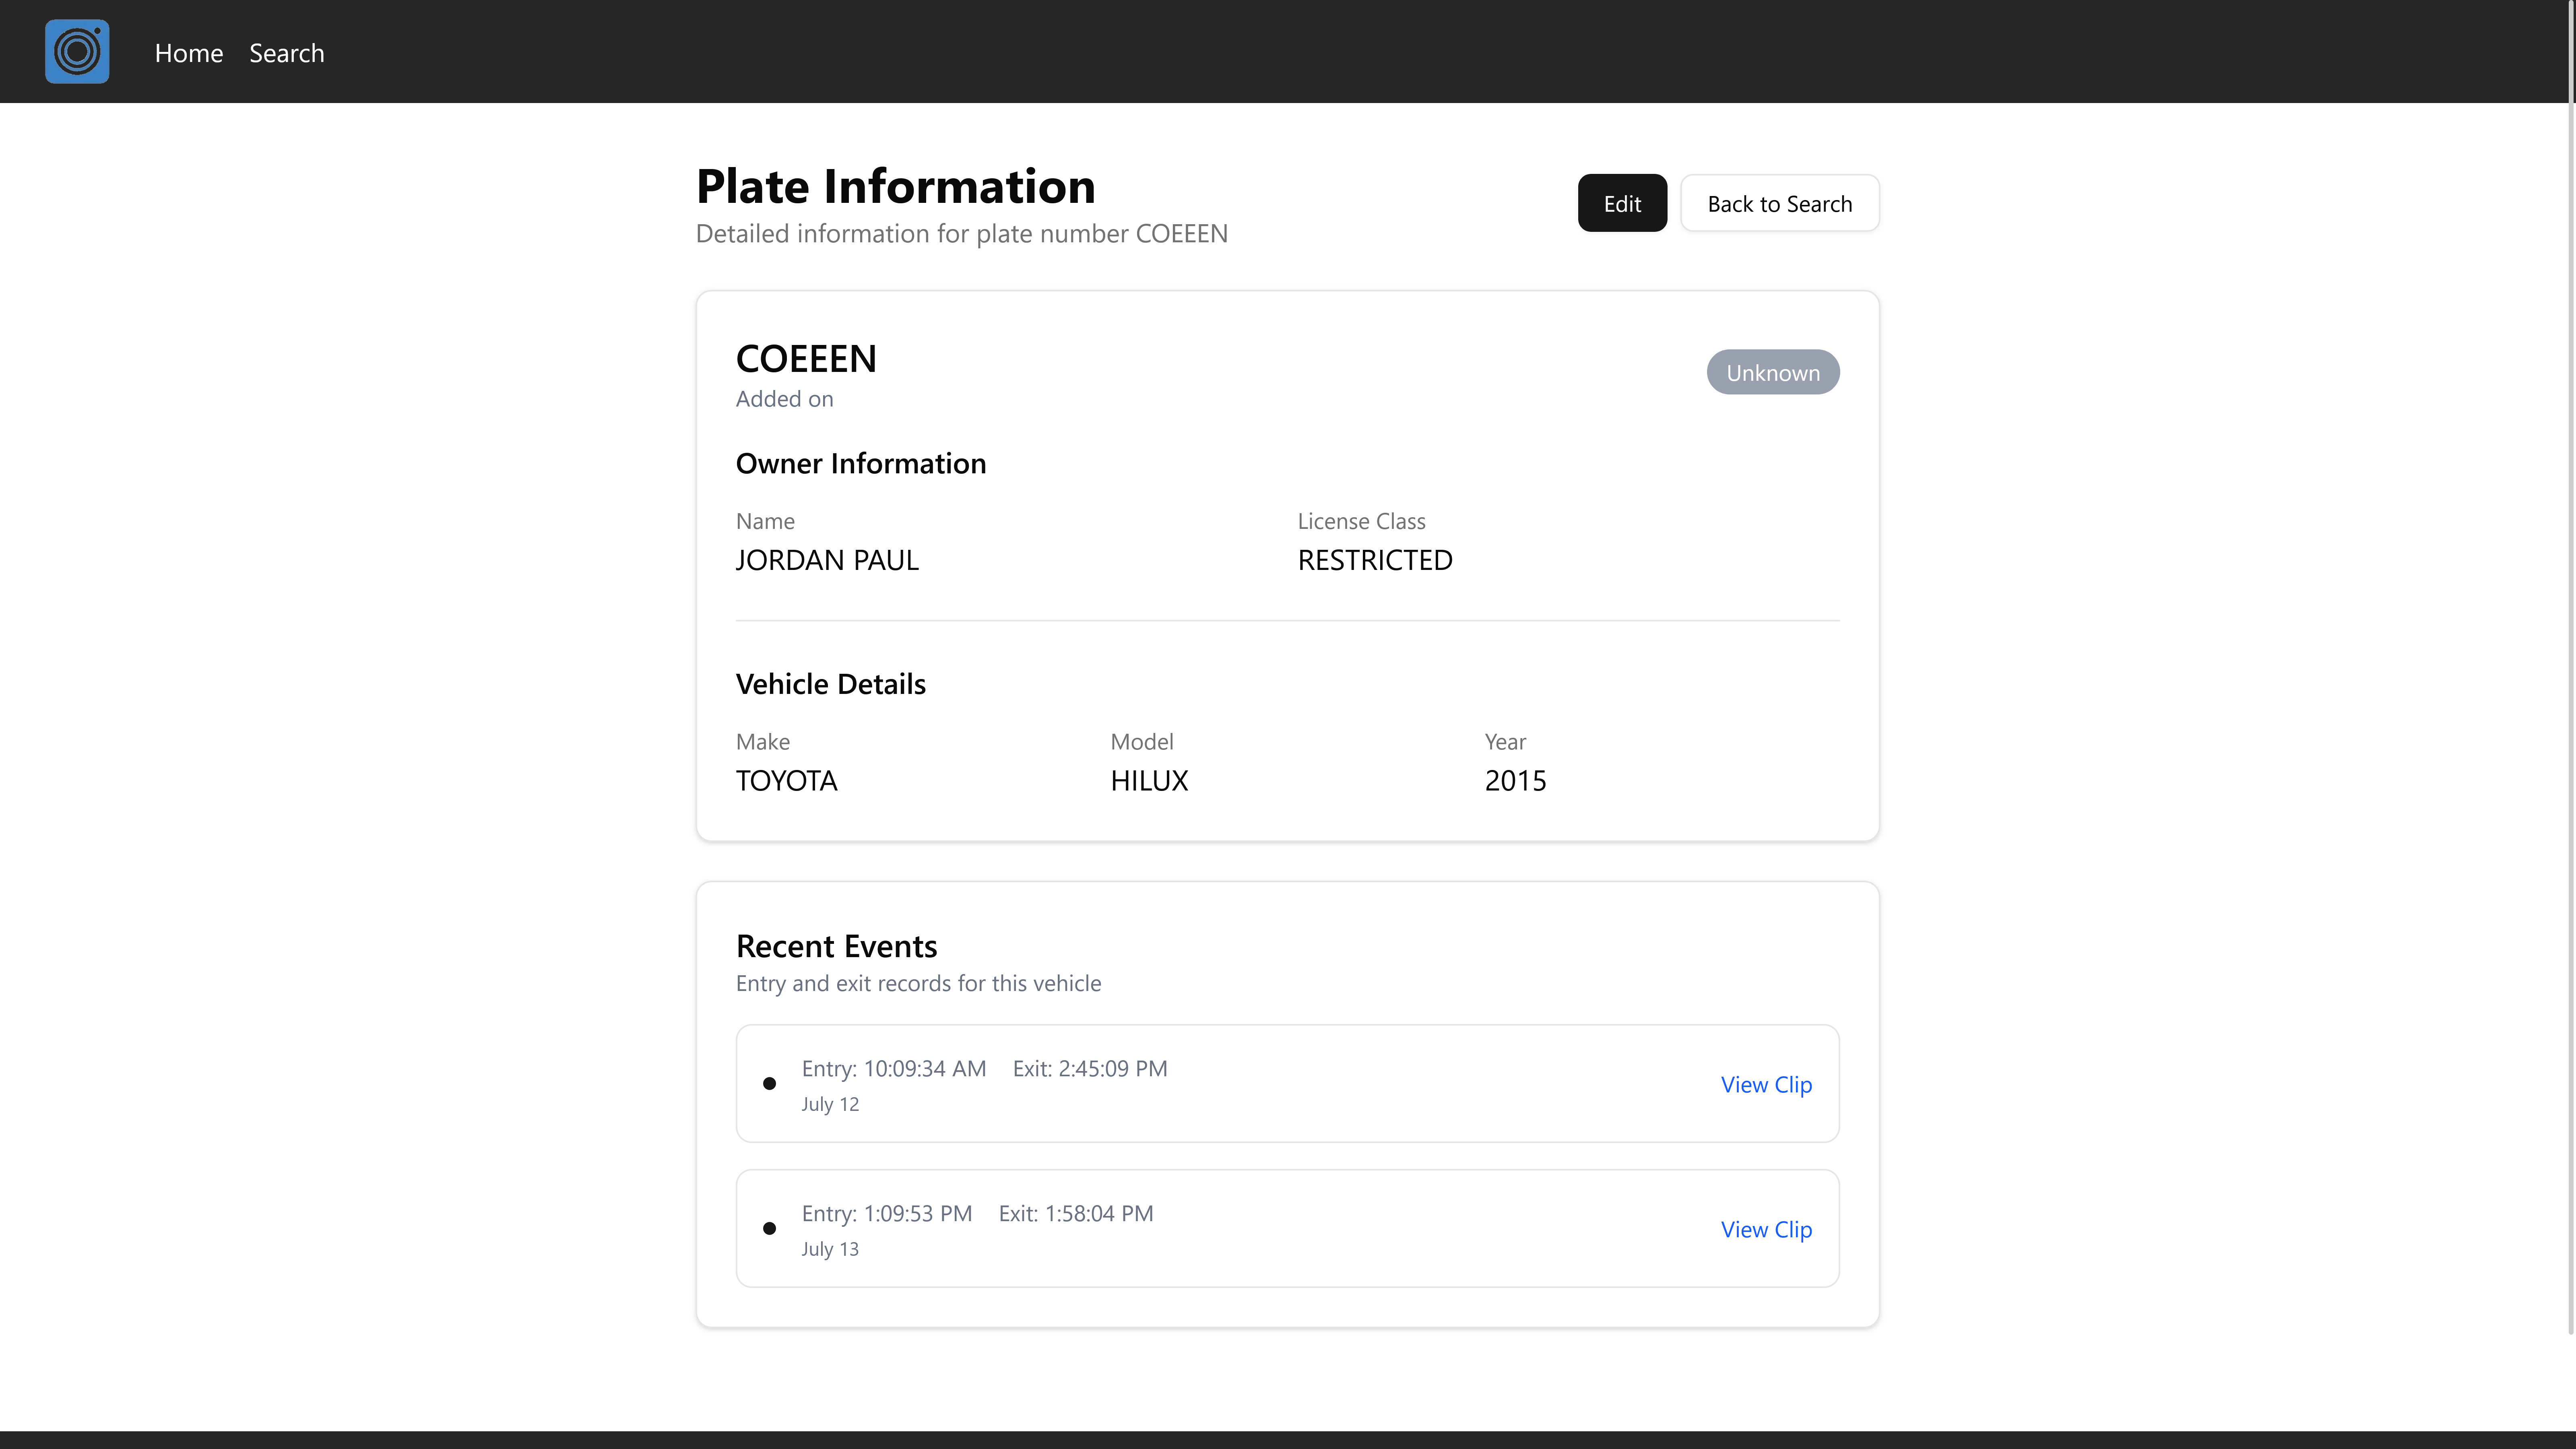 Home Search
Plate Information
Detailed information for plate number COEEEN
Edit Back to Search
COEEEN
Unknown
Added on
Owner Information
Name License Class
JORDAN PAUL RESTRICTED
Vehicle Details
Make Model Year
TOYOTA HILUX 2015
Recent Events
Entry and exit records for this vehicle
Entry: 10:09:34 AM Exit: 2:45:09 PM
July 12
View Clip
Entry: 1:09:53 PM Exit: 1:58:04 PM
July 13
View Clip